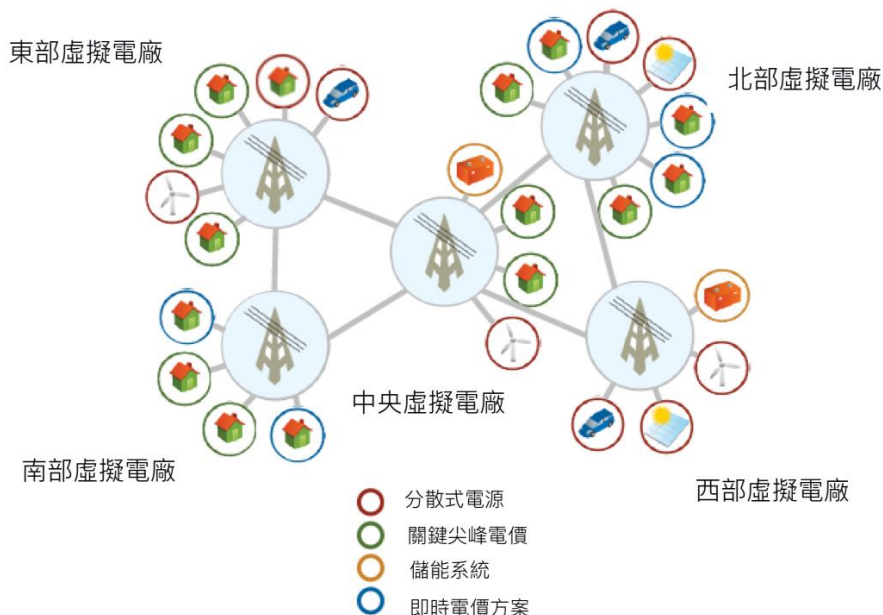 東部虛擬電廠
北部虛擬電廠
中央虛擬電廠
南部虛擬電廠
西部虛擬電廠
分散式電源
關鍵尖峰電價
儲能系統
即時電價方案